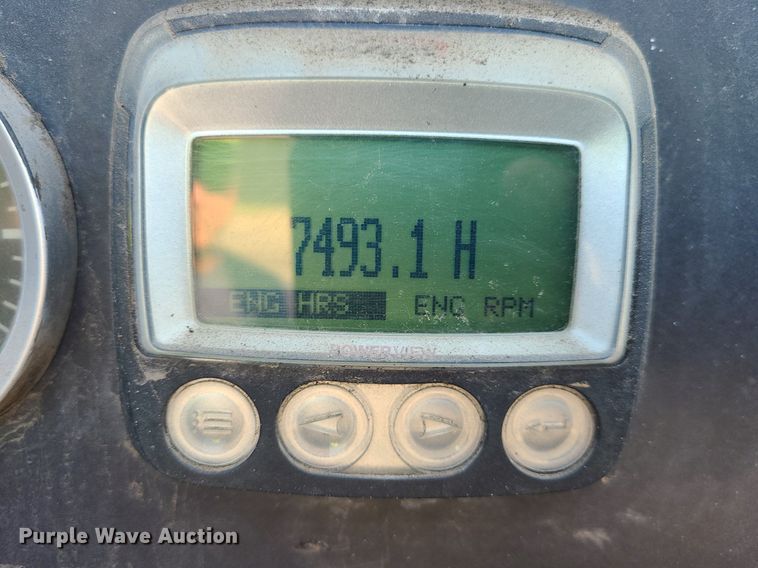 7493.1 H
ENG HRS ENG RPM
POWERVIEW
Purple Wave Auction